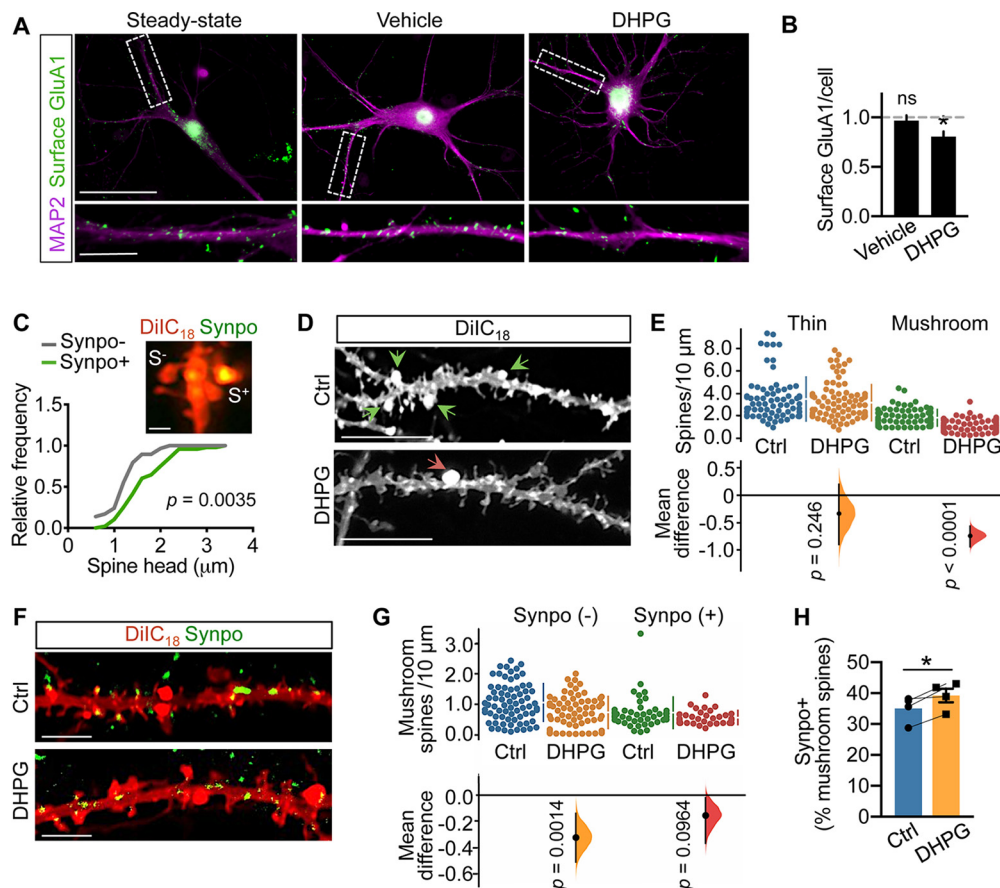 A
Steady-state
Vehicle
DHPG
MAP2 Surface GluA1
B
Surface GluA1/cell
ns
*
1.0
0.5
1.0
Vehicle
DHPG
C
Synpo-
Synpo+
DiIC18 Synpo
S-
S+
Relative frequency
1.5
1.0
0.5
0.0
p = 0.0035
0 1 2 3 4
Spine head (μm)
D
DiIC18
Ctrl
DHPG
E
Thin
Mushroom
Spines/10 μm
8.0
6.0
4.0
2.0
0.0
Ctrl
DHPG
Ctrl
DHPG
Mean difference
0
-0.5
-1.0
p = 0.246
p < 0.0001
F
DiIC18 Synpo
Ctrl
DHPG
G
Synpo (-)
Synpo (+)
Mushroom
spines /10 μm
3.0
2.0
1.0
0.0
Ctrl
DHPG
Ctrl
DHPG
Mean
difference
0.0
-0.2
-0.4
-0.6
p = 0.0014
p = 0.0964
H
Synpo+
(% mushroom spines)
*
50
40
30
20
10
0
Ctrl
DHPG